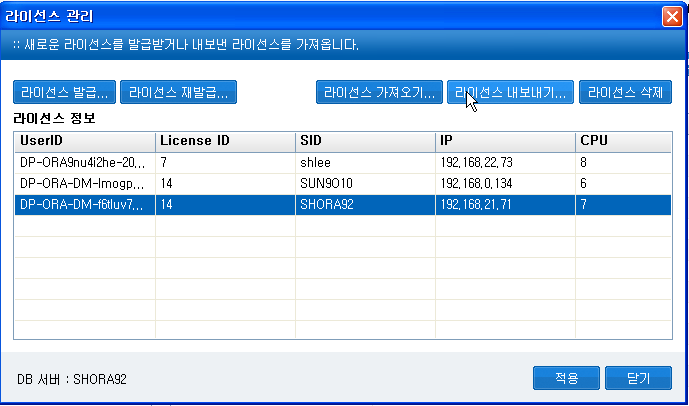 라이선스 관리
:: 새로운 라이선스를 발급받거나 내보낸 라이선스를 가져옵니다.
라이선스 발급... 라이선스 재발급... 라이선스 가져오기... 라이선스 내보내기... 라이선스 삭제
라이선스 정보
UserID License ID SID IP CPU
DP-ORA9nu4i2he-20... 7 shlee 192.168.22.73 8
DP-ORA-DM-lmogp... 14 SUN9O10 192.168.0.134 6
DP-ORA-DM-f6tluv7... 14 SHORA92 192.168.21.71 7
DB 서버 : SHORA92 적용 닫기